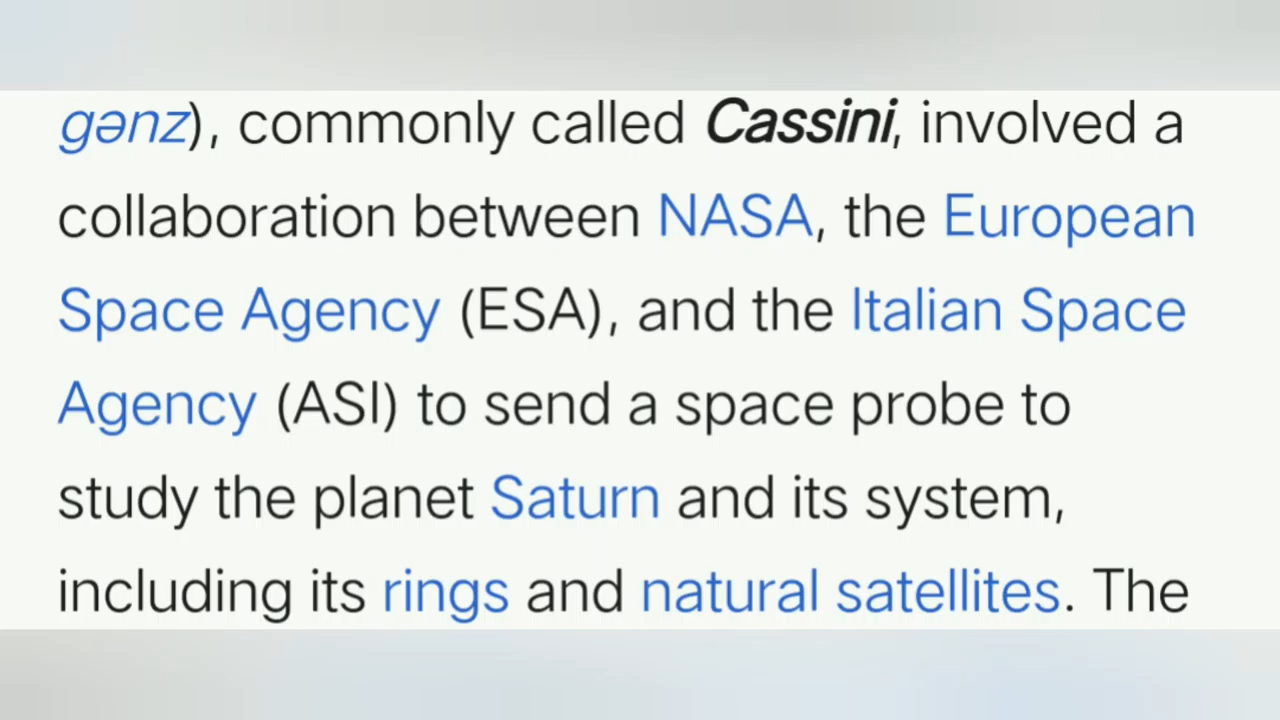 gənz), commonly called Cassini, involved a
collaboration between NASA, the European
Space Agency (ESA), and the Italian Space
Agency (ASI) to send a space probe to
study the planet Saturn and its system,
including its rings and natural satellites. The